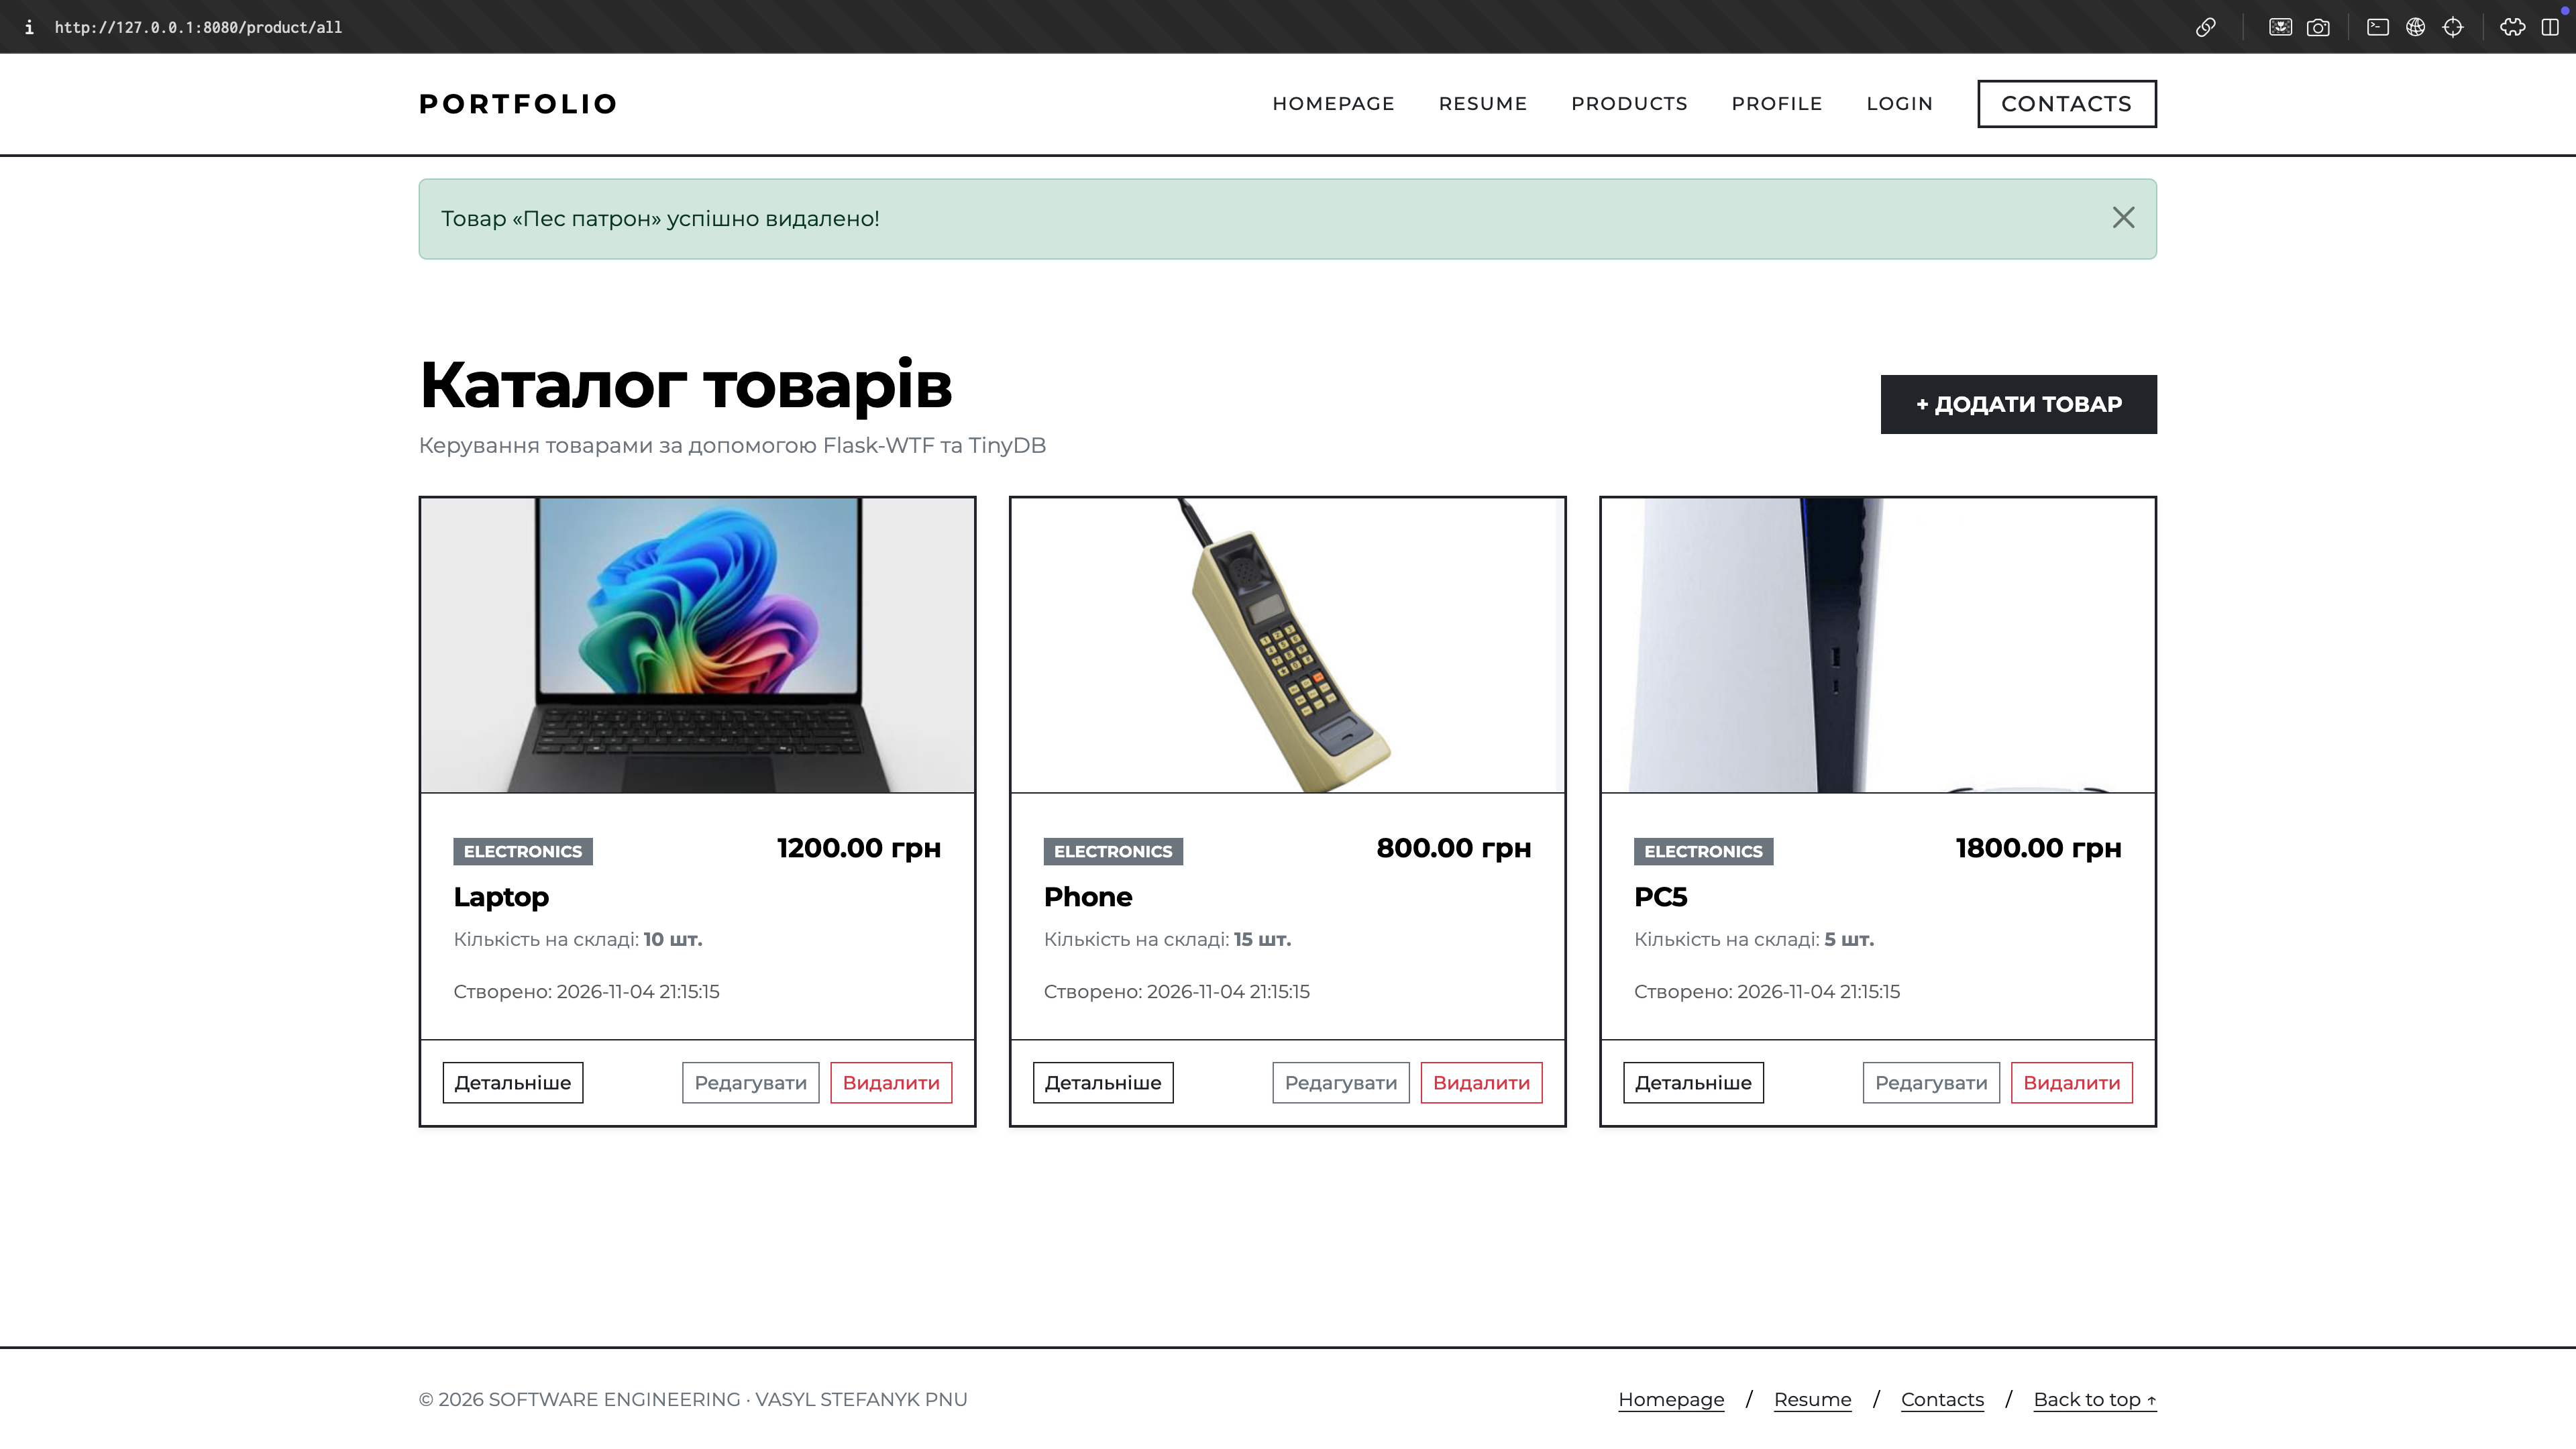 i http://127.0.0.1:8080/product/all
PORTFOLIO
HOMEPAGE RESUME PRODUCTS PROFILE LOGIN CONTACTS
Товар «Пес патрон» успішно видалено!
Каталог товарів
Керування товарами за допомогою Flask-WTF та TinyDB
+ ДОДАТИ ТОВАР
ELECTRONICS 1200.00 грн
Laptop
Кількість на складі: 10 шт.
Створено: 2026-11-04 21:15:15
Детальніше Редагувати Видалити
ELECTRONICS 800.00 грн
Phone
Кількість на складі: 15 шт.
Створено: 2026-11-04 21:15:15
Детальніше Редагувати Видалити
ELECTRONICS 1800.00 грн
PC5
Кількість на складі: 5 шт.
Створено: 2026-11-04 21:15:15
Детальніше Редагувати Видалити
© 2026 SOFTWARE ENGINEERING · VASYL STEFANYK PNU
Homepage / Resume / Contacts / Back to top ↑